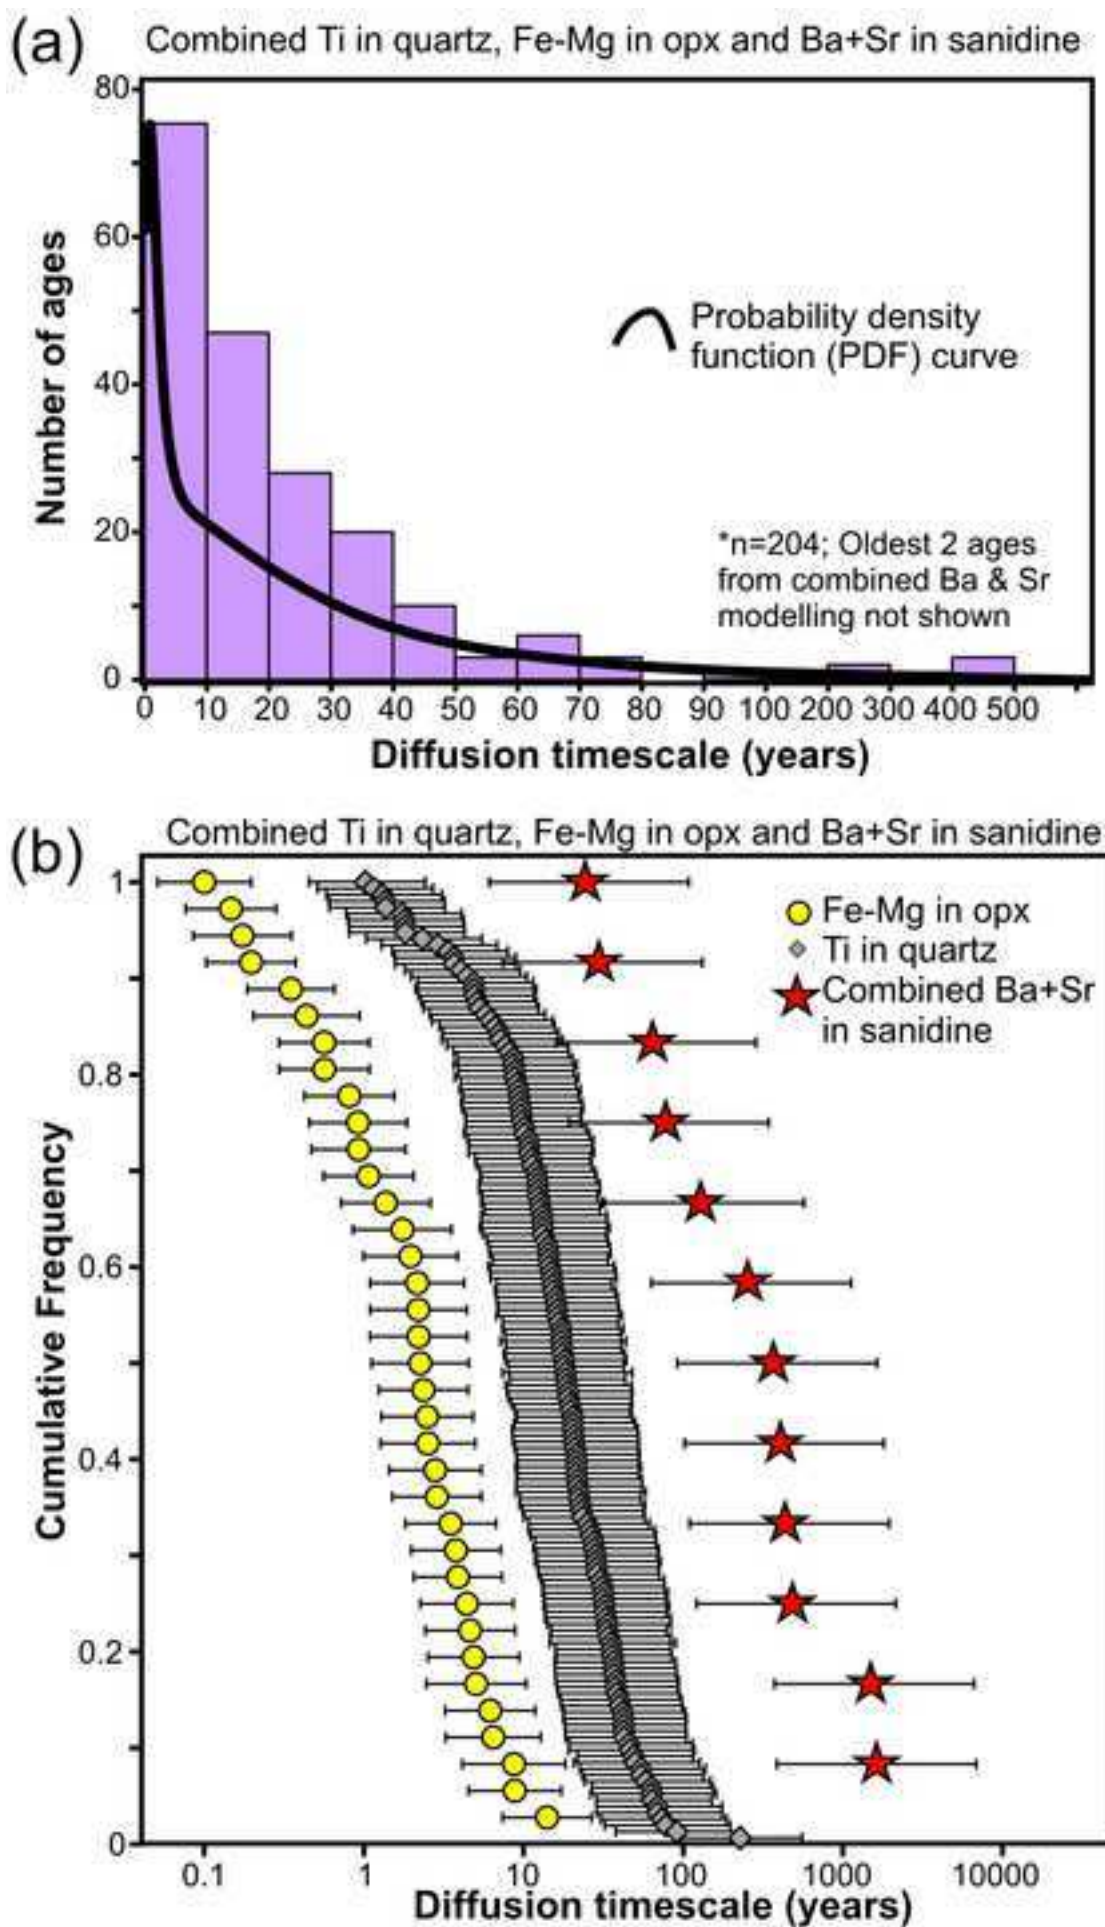 (a)
Combined Ti in quartz, Fe-Mg in opx and Ba+Sr in sanidine
80
60
40
20
0
Number of ages
Probability density
function (PDF) curve
*n=204; Oldest 2 ages
from combined Ba & Sr
modelling not shown
0 10 20 30 40 50 60 70 80 90 100 200 300 400 500
Diffusion timescale (years)
(b)
Combined Ti in quartz, Fe-Mg in opx and Ba+Sr in sanidine
1
0.8
0.6
0.4
0.2
0
Cumulative Frequency
Fe-Mg in opx
Ti in quartz
Combined Ba+Sr
in sanidine
0.1 1 10 100 1000 10000
Diffusion timescale (years)